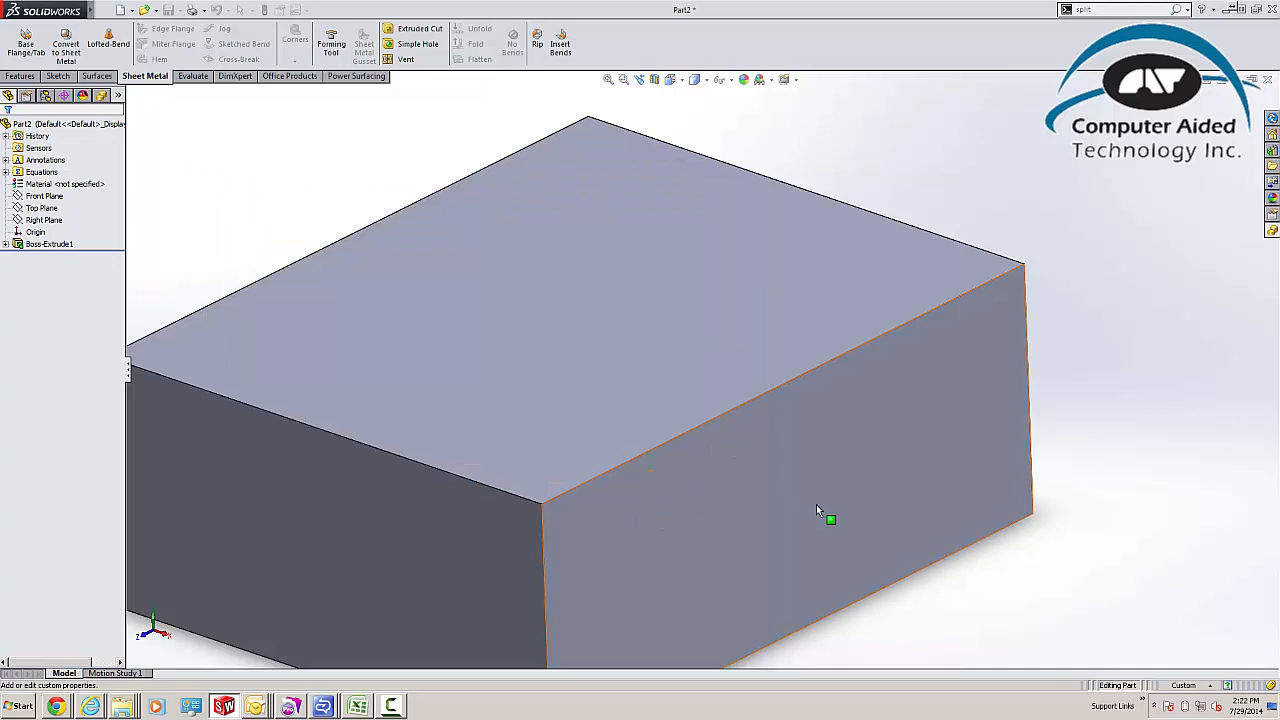 SOLIDWORKS
Part2 *
split
Base Flange/Tab
Convert to Sheet Metal
Lofted-Bend
Edge Flange
Miter Flange
Hem
Jog
Sketched Bend
Cross-Break
Corners
Forming Tool
Sheet Metal Gusset
Extruded Cut
Simple Hole
Vent
Unfold
Fold
Flatten
No Bends
Rip
Insert Bends
Features
Sketch
Surfaces
Sheet Metal
Evaluate
DimXpert
Office Products
Power Surfacing
Computer Aided
Technology Inc.
Part2 (Default<<Default>_Display
History
Sensors
Annotations
Equations
Material <not specified>
Front Plane
Top Plane
Right Plane
Origin
Boss-Extrude1
Model
Motion Study 1
Add or edit custom properties.
Editing Part
Custom
Start
Support Links
2:22 PM
7/29/2014